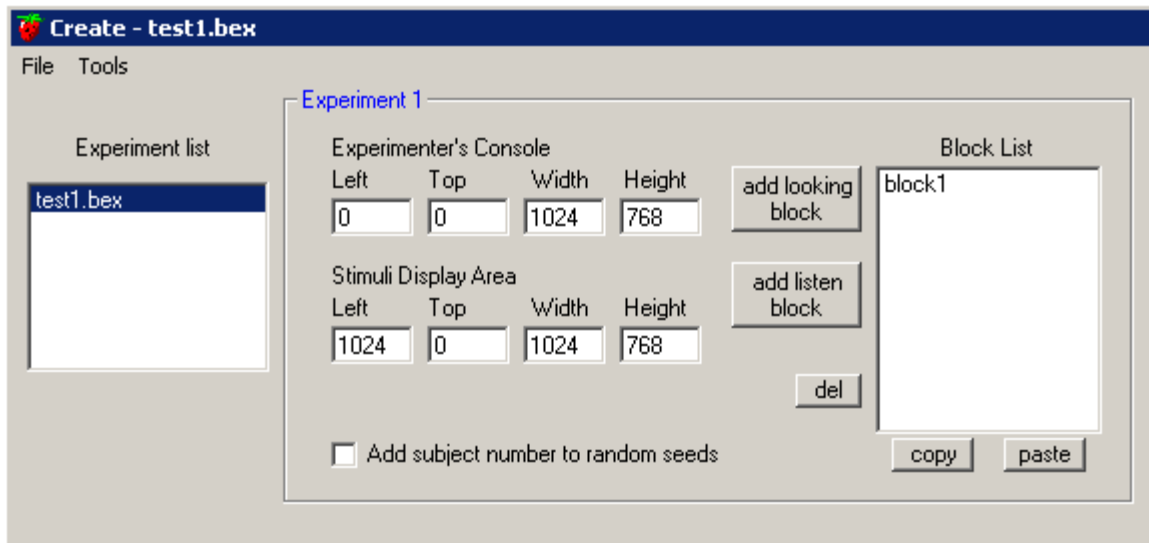 Create - test1.bex
File Tools
Experiment list
test1.bex
Experiment 1
Experimenter's Console
Left Top Width Height
0 0 1024 768
Stimuli Display Area
Left Top Width Height
1024 0 1024 768
Add subject number to random seeds
add looking
block
add listen
block
del
Block List
block1
copy paste